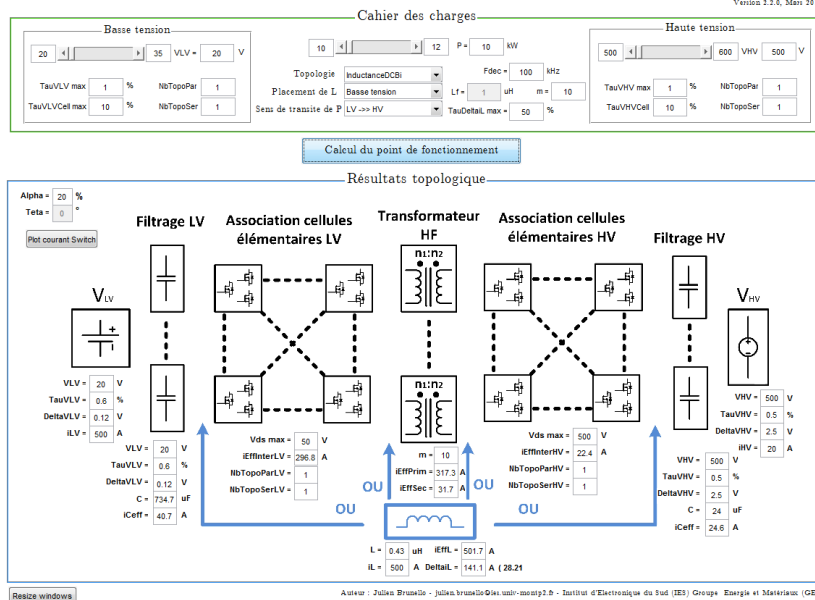 Version 2.2.0, Mars 20
Cahier des charges
Basse tension
20 35 VLV = 20 V
TauVLV max 1 % NbTopoPar 1
TauVLVCell max 10 % NbTopoSer 1
10 12 P = 10 kW
Topologie InductanceDCBi Fdec = 100 kHz
Placement de L Basse tension Lf = 1 uH m = 10
Sens de transite de P LV ->> HV TauDeltaiL max = 50 %
Haute tension
500 600 VHV 500 V
TauVHV max 1 % NbTopoPar 1
TauVHVCell 10 % NbTopoSer 1
Calcul du point de fonctionnement
Résultats topologique
Alpha = 20 %
Teta = 0 °
Plot courant Switch
Filtrage LV
Association cellules
élémentaires LV
Transformateur
HF
Association cellules
élémentaires HV
Filtrage HV
n1:n2
n1:n2
VLV
VLV = 20 V
TauVLV = 0.6 %
DeltaVLV = 0.12 V
iLV = 500 A
VLV = 20 V
TauVLV = 0.6 %
DeltaVLV = 0.12 V
C = 734.7 uF
iCeff = 40.7 A
Vds max = 50 V
iEffInterLV = 296.8 A
NbTopoParLV = 1
NbTopoSerLV = 1
m = 10
iEffPrim = 317.3 A
iEffSec = 31.7 A
Vds max = 500 V
iEffInterHV = 22.4 A
NbTopoParHV = 1
NbTopoSerHV = 1
VHV
VHV = 500 V
TauVHV = 0.5 %
DeltaVHV = 2.5 V
iHV = 20 A
VHV = 500 V
TauVHV = 0.5 %
DeltaVHV = 2.5 V
C = 24 uF
iCeff = 24.6 A
OU OU OU OU
L = 0.43 uH iEffL = 501.7 A
iL = 500 A DeltaiL = 141.1 A ( 28.21
Resize windows
Auteur : Julien Brunello - julien.brunello@ies.univ-montp2.fr - Institut d'Electronique du Sud (IES) Groupe Energie et Matériaux (GE